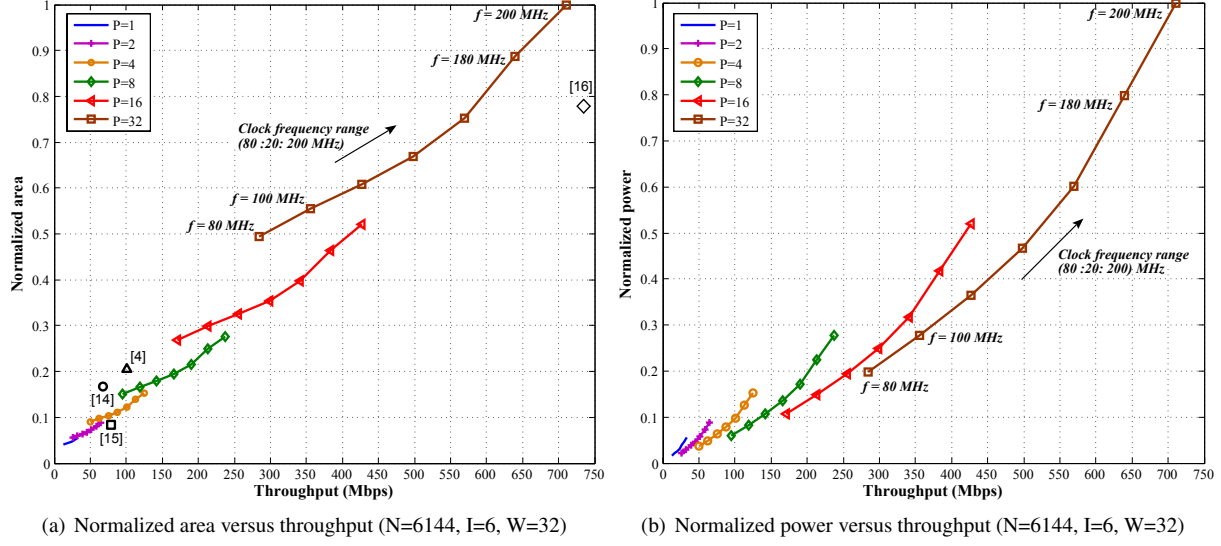 1
0.9
0.8
0.7
0.6
0.5
0.4
0.3
0.2
0.1
0
Normalized area
P=1
P=2
P=4
P=8
P=16
P=32
f = 200 MHz
f = 180 MHz
[16]
Clock frequency range
(80 :20: 200 MHz)
f = 100 MHz
f = 80 MHz
[4]
[14]
[15]
0 50 100 150 200 250 300 350 400 450 500 550 600 650 700 750
Throughput (Mbps)
(a) Normalized area versus throughput (N=6144, I=6, W=32)
1
0.9
0.8
0.7
0.6
0.5
0.4
0.3
0.2
0.1
0
Normalized power
P=1
P=2
P=4
P=8
P=16
P=32
f = 200 MHz
f = 180 MHz
Clock frequency range
(80 :20: 200) MHz
f = 100 MHz
f = 80 MHz
0 50 100 150 200 250 300 350 400 450 500 550 600 650 700 750
Throughput (Mbps)
(b) Normalized power versus throughput (N=6144, I=6, W=32)